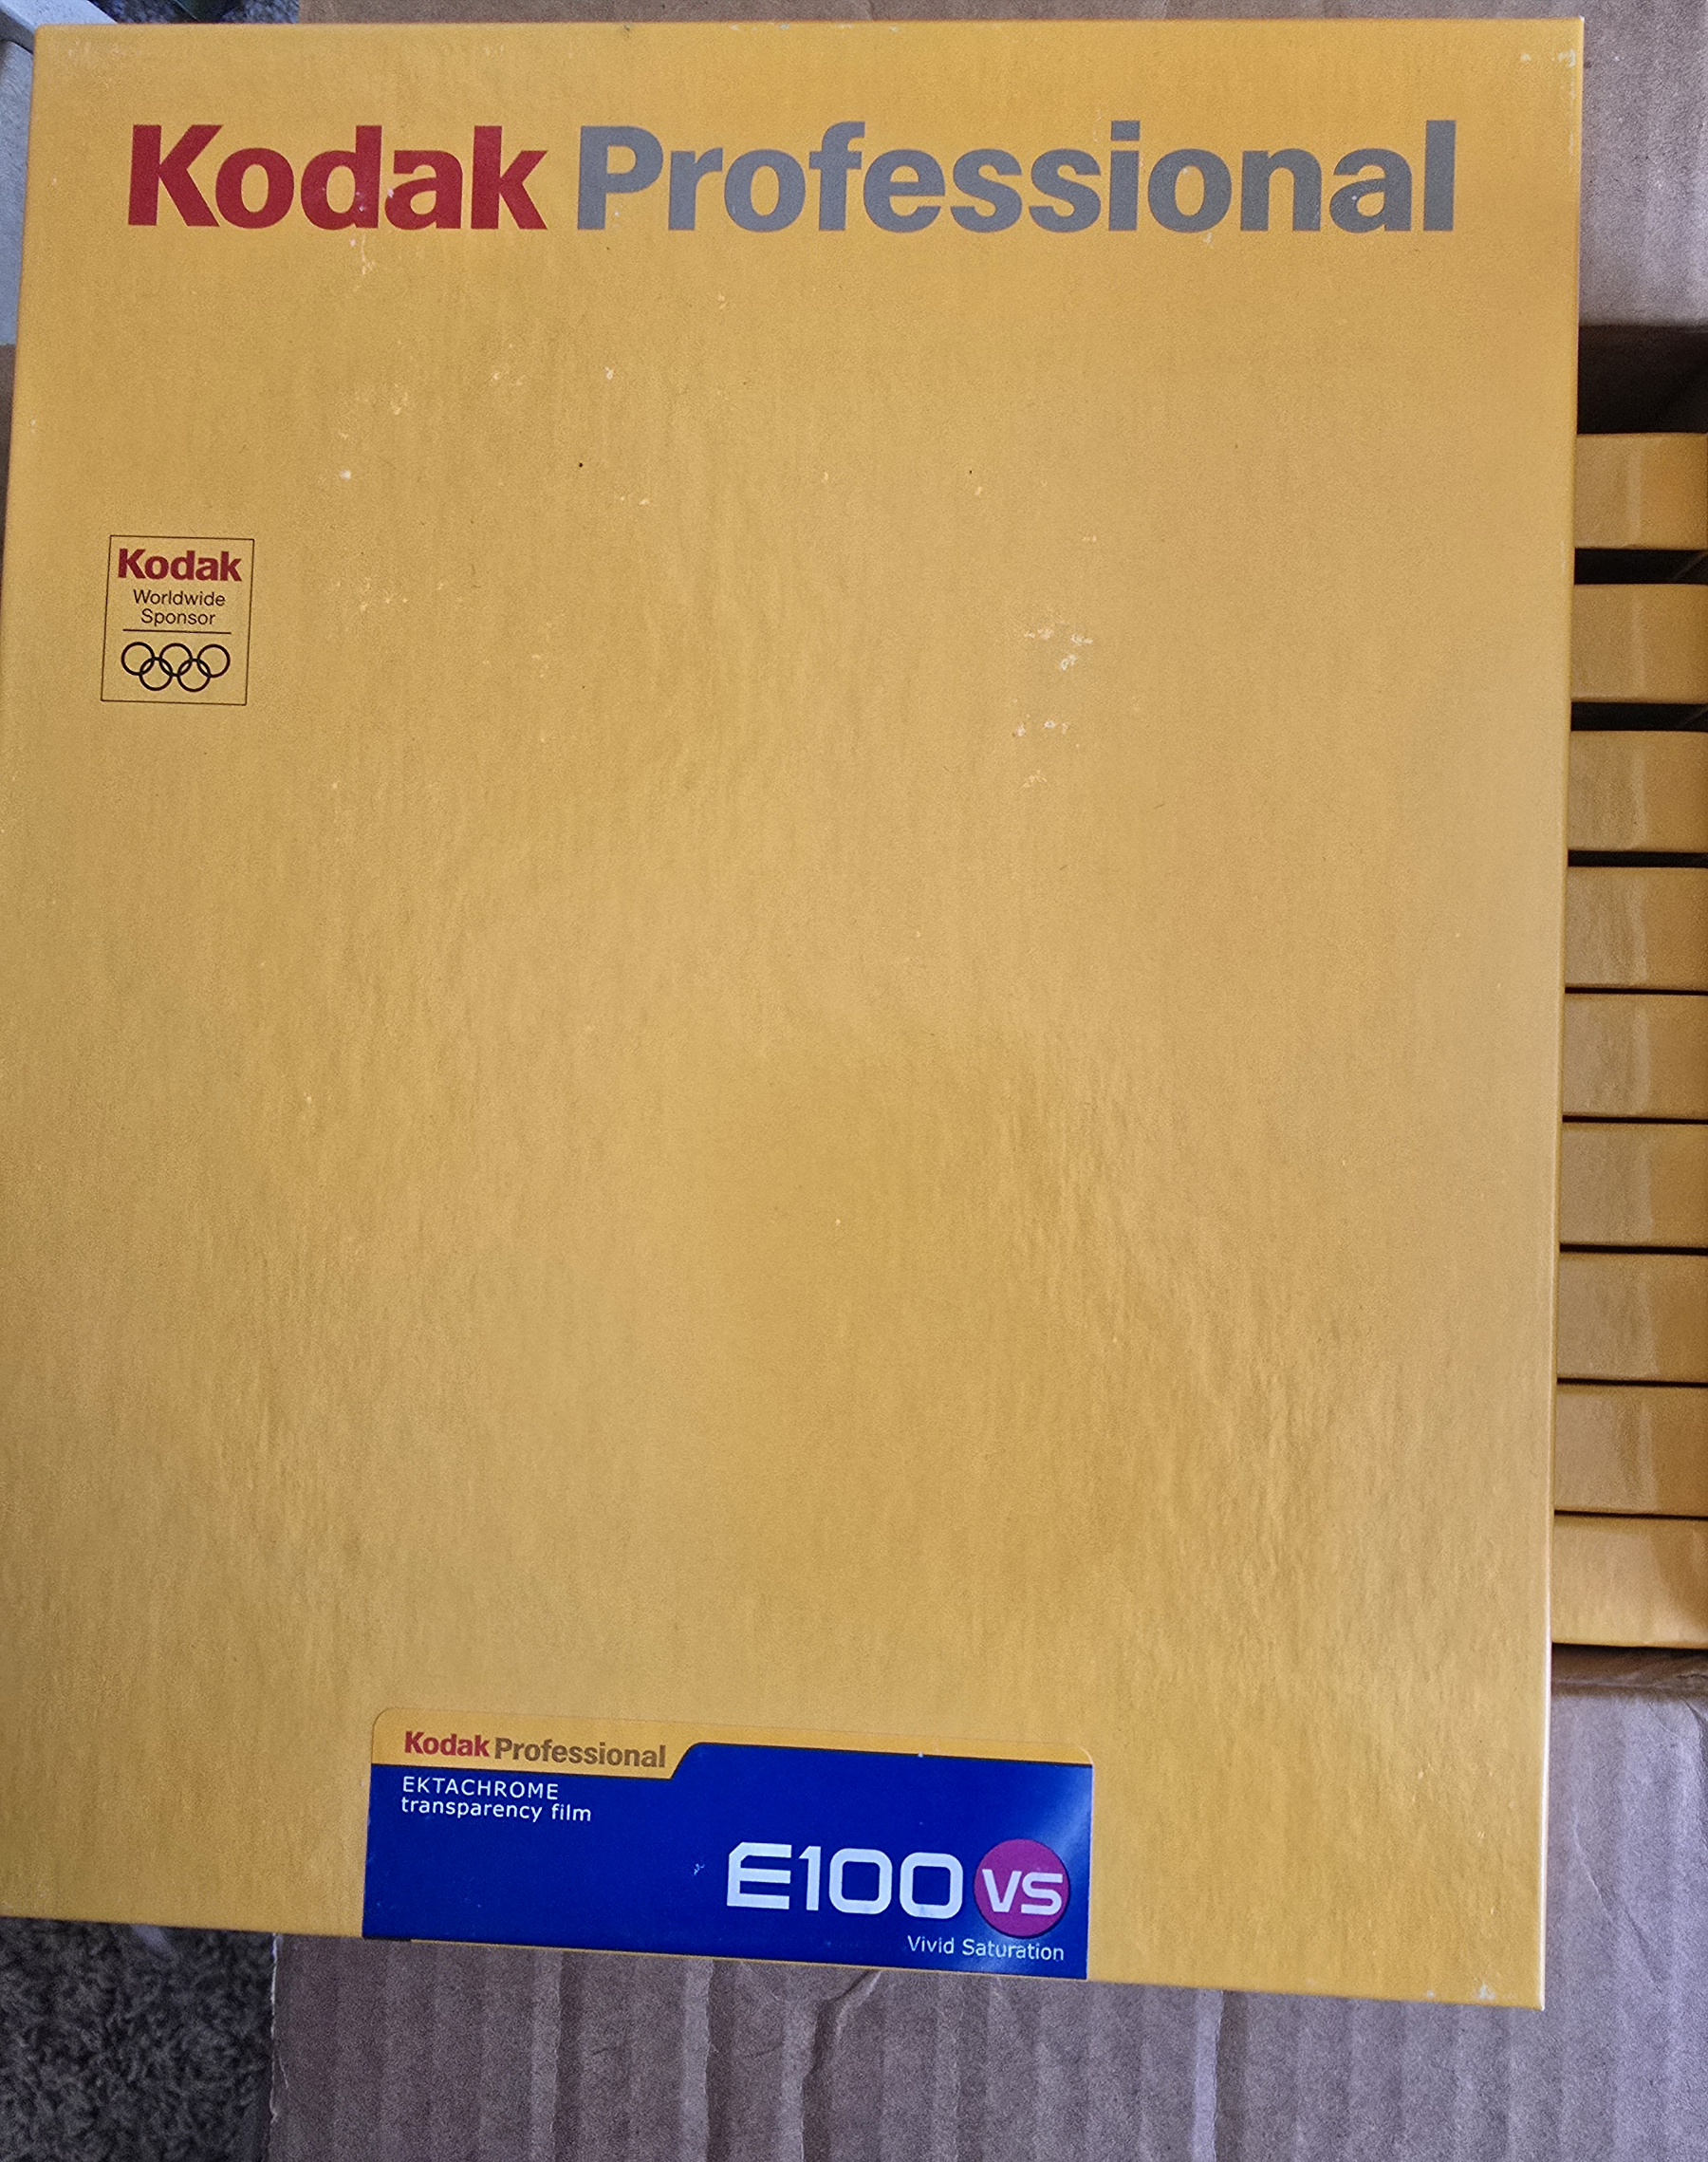 Kodak Professional
Kodak
Worldwide
Sponsor
Kodak Professional
EKTACHROME
transparency film
E100 VS
Vivid Saturation